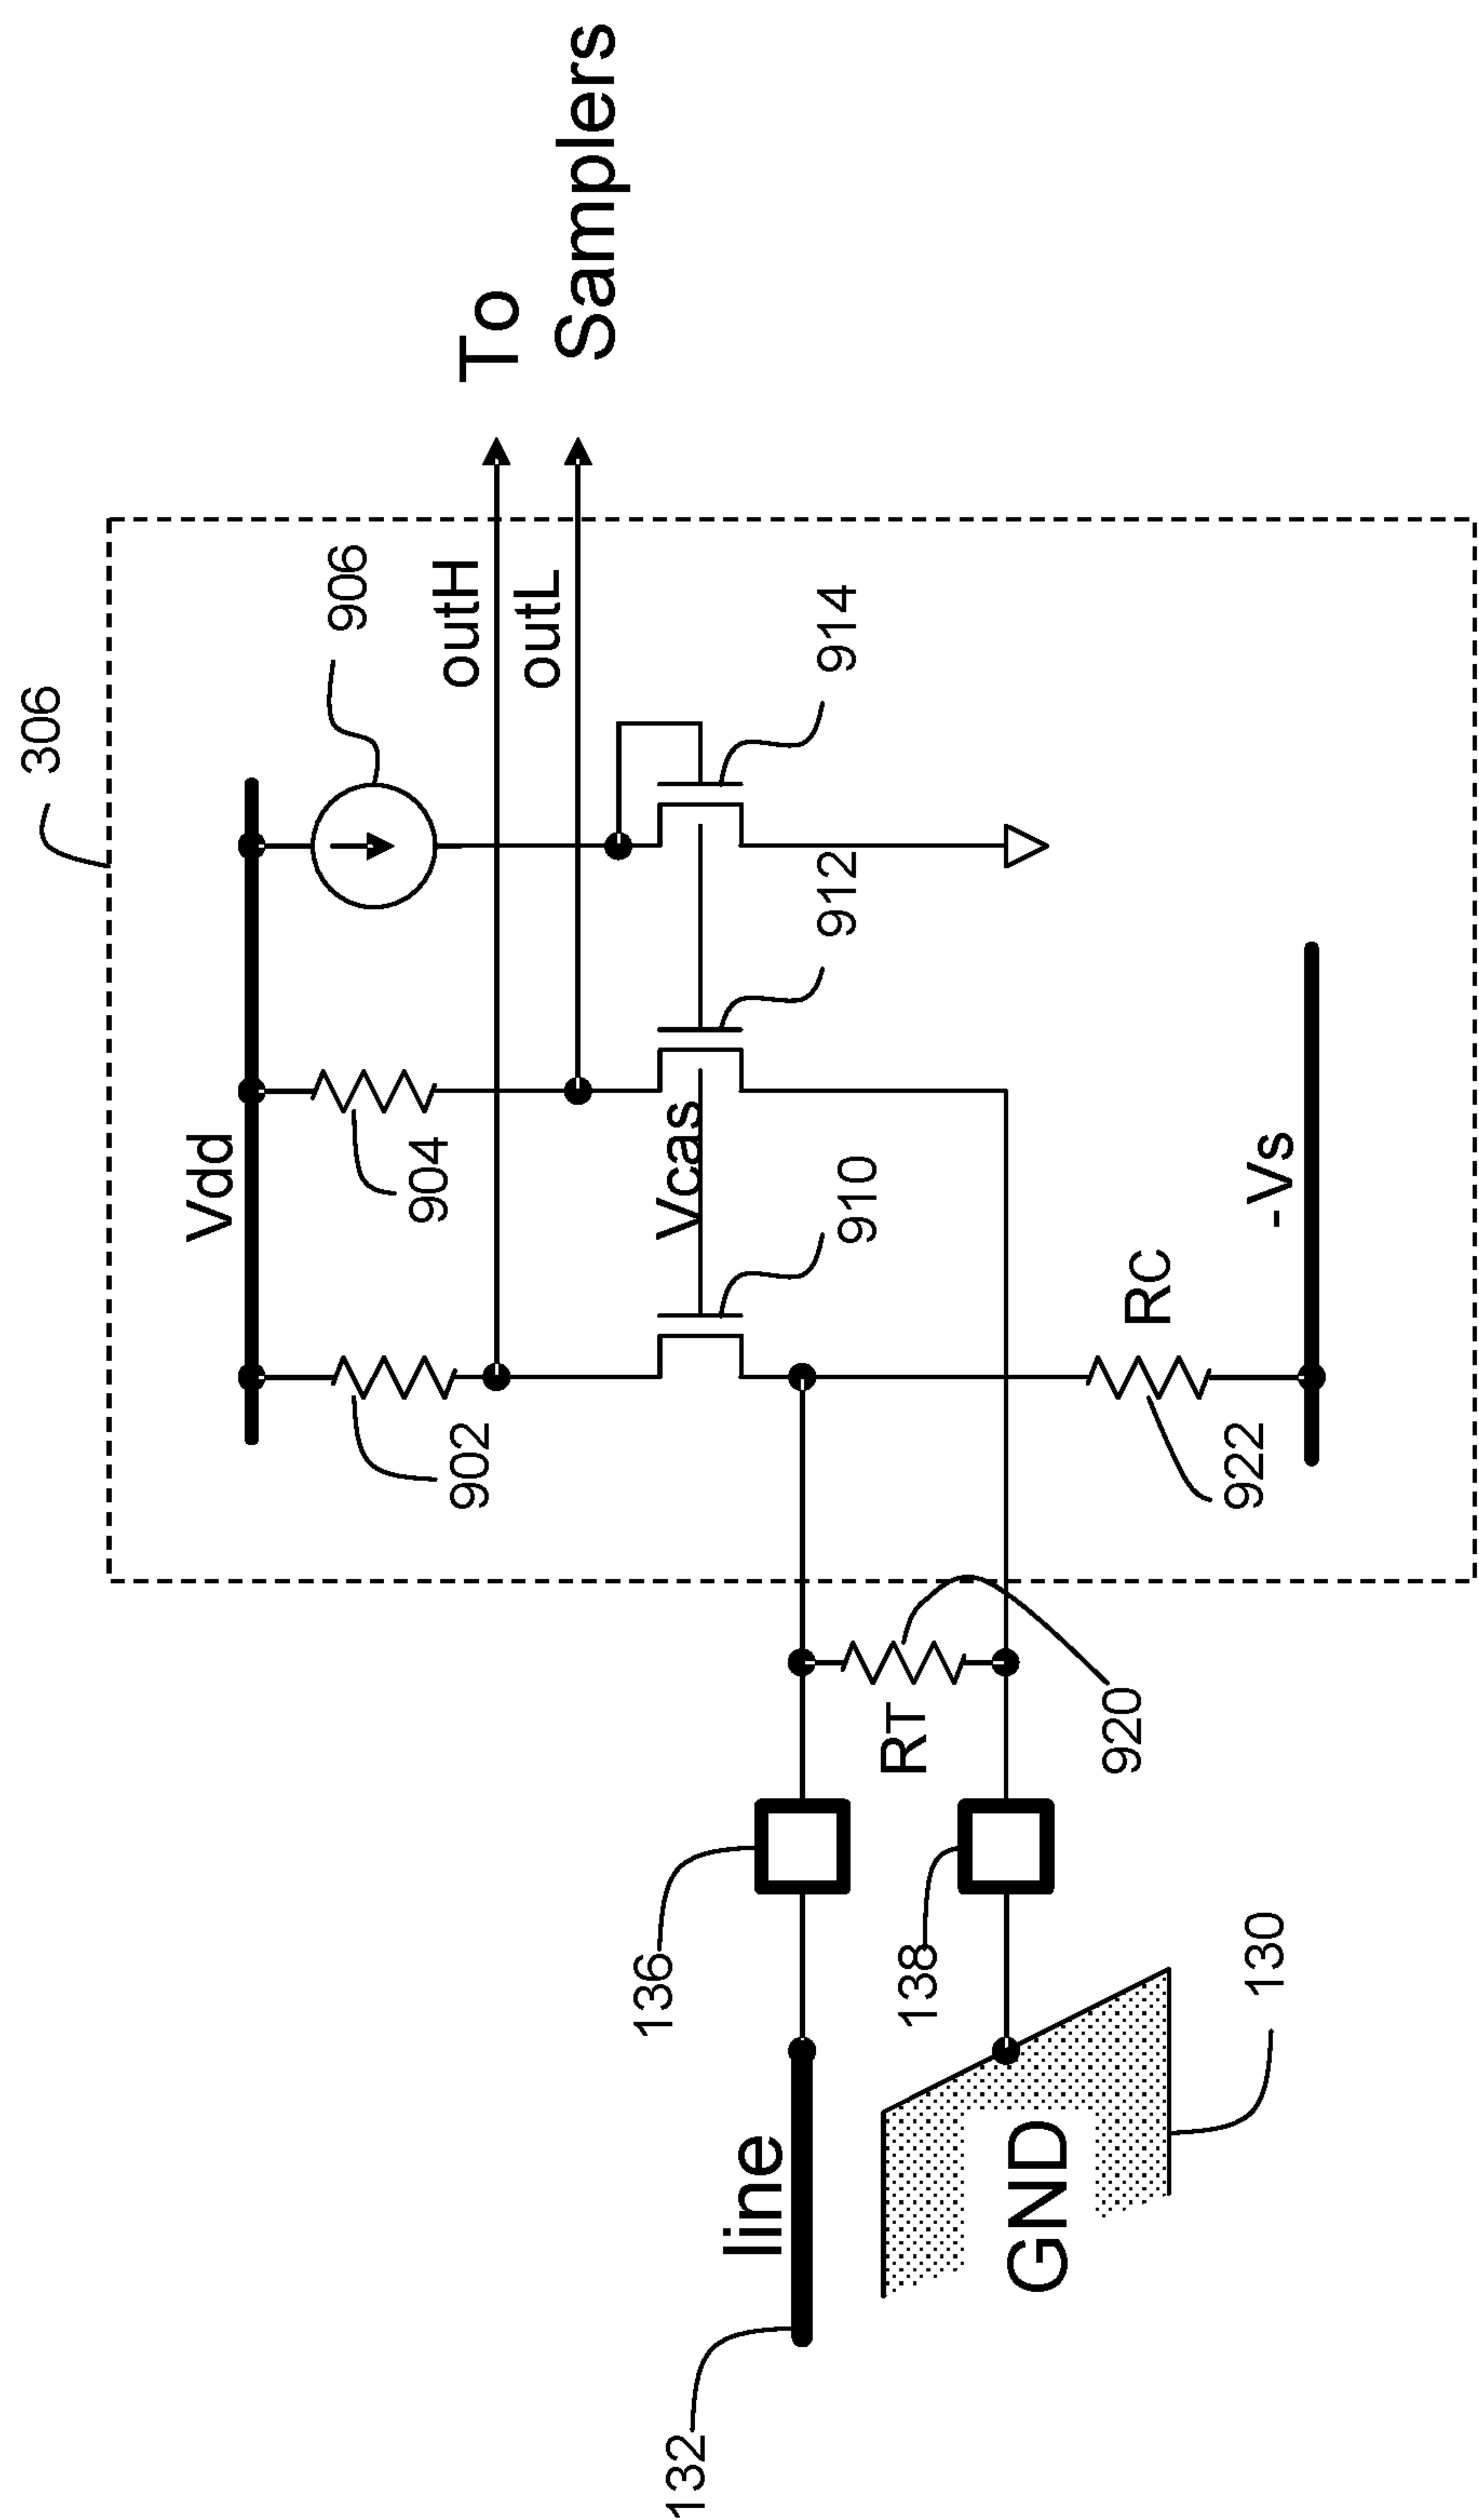 306
906
To
Samplers
outH
outL
914
912
Vdd
904
Vcas
910
-Vs
RC
902
922
136
RT
920
138
130
line
GND
132